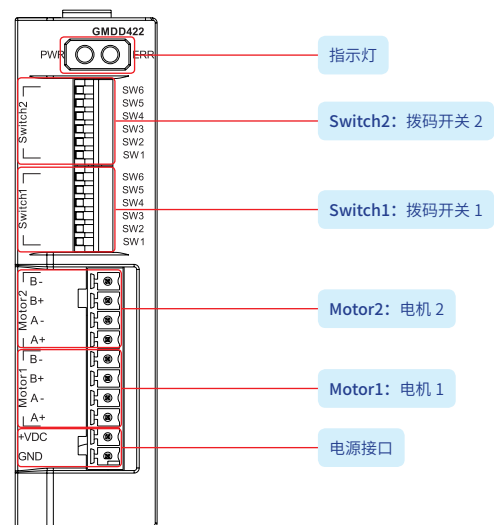 GMDD422
PWR ERR
指示灯
Switch2
SW6
SW5
SW4
SW3
SW2
SW1
Switch2：拨码开关 2
Switch1
SW6
SW5
SW4
SW3
SW2
SW1
Switch1：拨码开关 1
Motor2
B-
B+
A-
A+
Motor2：电机 2
Motor1
B-
B+
A-
A+
Motor1：电机 1
+VDC
GND
电源接口